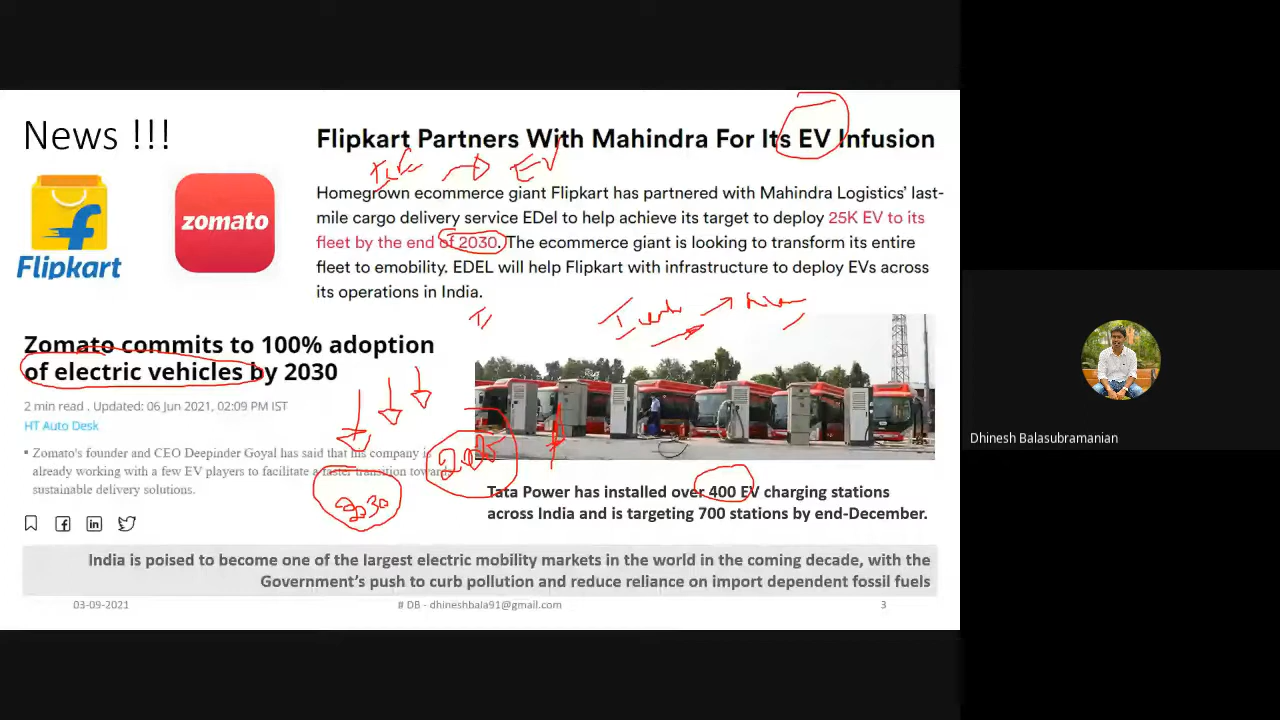 News !!!
Flipkart
zomato
Flipkart Partners With Mahindra For Its EV Infusion
EV
Homegrown ecommerce giant Flipkart has partnered with Mahindra Logistics' last-
mile cargo delivery service EDel to help achieve its target to deploy 25K EV to its
fleet by the end of 2030. The ecommerce giant is looking to transform its entire
fleet to emobility. EDEL will help Flipkart with infrastructure to deploy EVs across
its operations in India.
Zomato commits to 100% adoption
of electric vehicles by 2030
2 min read . Updated: 06 Jun 2021, 02:09 PM IST
HT Auto Desk
▪ Zomato's founder and CEO Deepinder Goyal has said that his company is
already working with a few EV players to facilitate a faster transition toward
sustainable delivery solutions.
2030
Tata Power has installed over 400 EV charging stations
across India and is targeting 700 stations by end-December.
India is poised to become one of the largest electric mobility markets in the world in the coming decade, with the
Government's push to curb pollution and reduce reliance on import dependent fossil fuels
03-09-2021
# DB - dhineshbala91@gmail.com
3
Dhinesh Balasubramanian